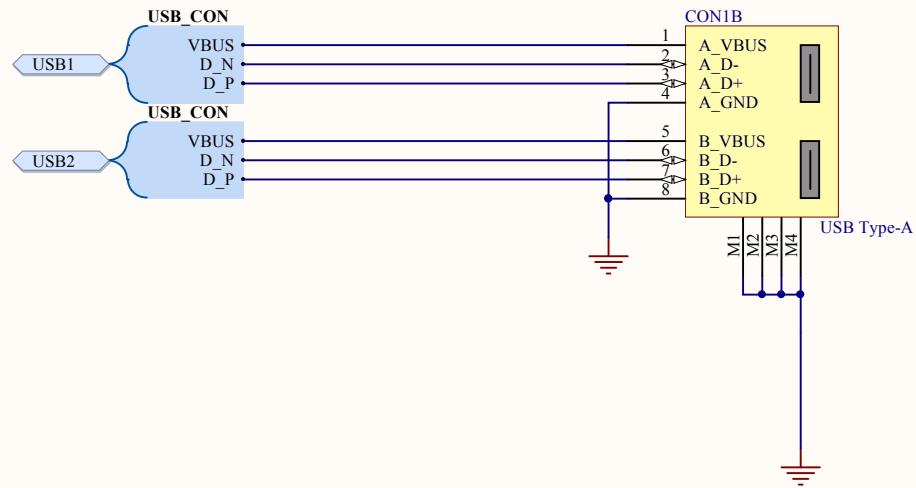 USB_CON
CON1B
USB1
VBUS
D_N
D_P
1
2
3
4
A_VBUS
A_D-
A_D+
A_GND
USB_CON
USB2
VBUS
D_N
D_P
5
6
7
8
B_VBUS
B_D-
B_D+
B_GND
USB Type-A
M1
M2
M3
M4